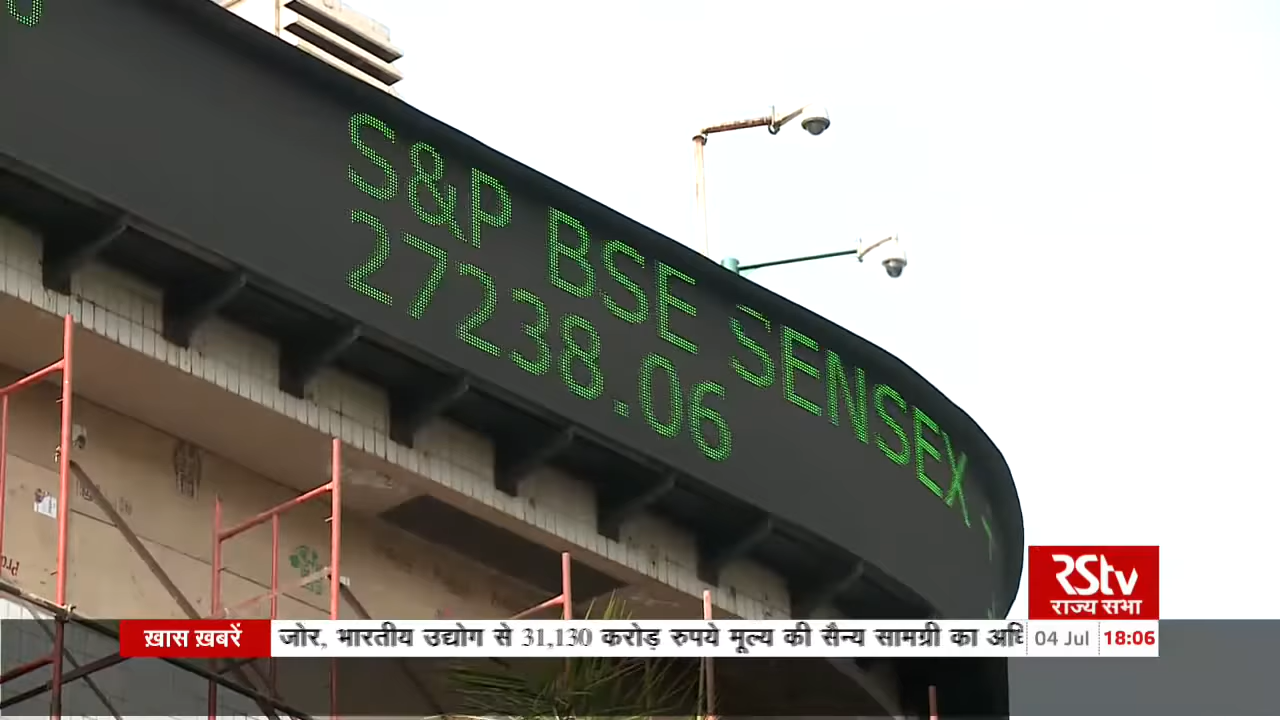 S&P BSE SENSEX
27238.06
RStv
राज्य सभा
ख़ास ख़बरें
जोर, भारतीय उद्योग से 31,130 करोड़ रुपये मूल्य की सैन्य सामग्री का
04 Jul
18:06